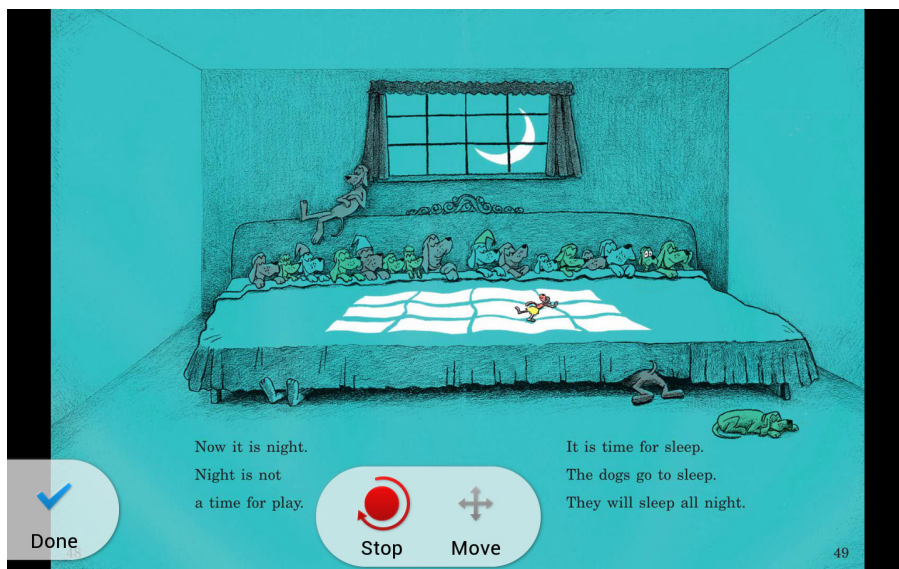 Now it is night.
Night is not
a time for play.
It is time for sleep.
The dogs go to sleep.
They will sleep all night.
Done
Stop
Move
48
49